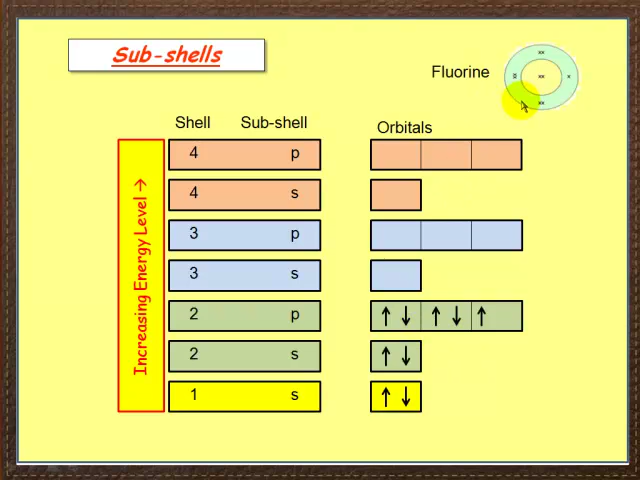 Sub-shells
Fluorine
Shell Sub-shell Orbitals
Increasing Energy Level →
4 p
4 s
3 p
3 s
2 p
2 s
1 s